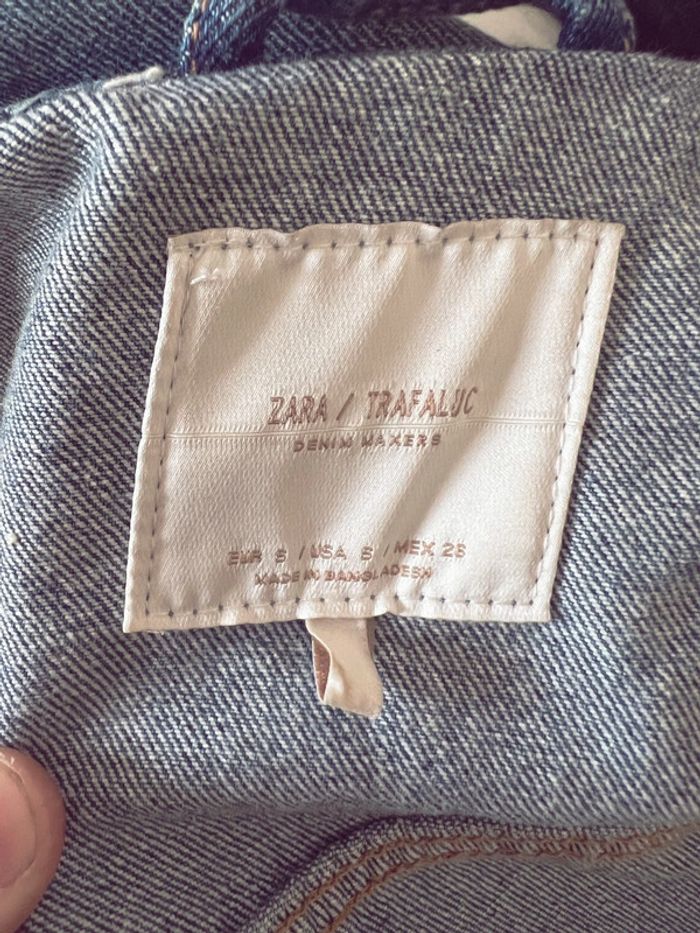 ZARA / TRAFALUC
DENIM MAKERS
EUR S / USA S / MEX 26
MADE IN BANGLADESH